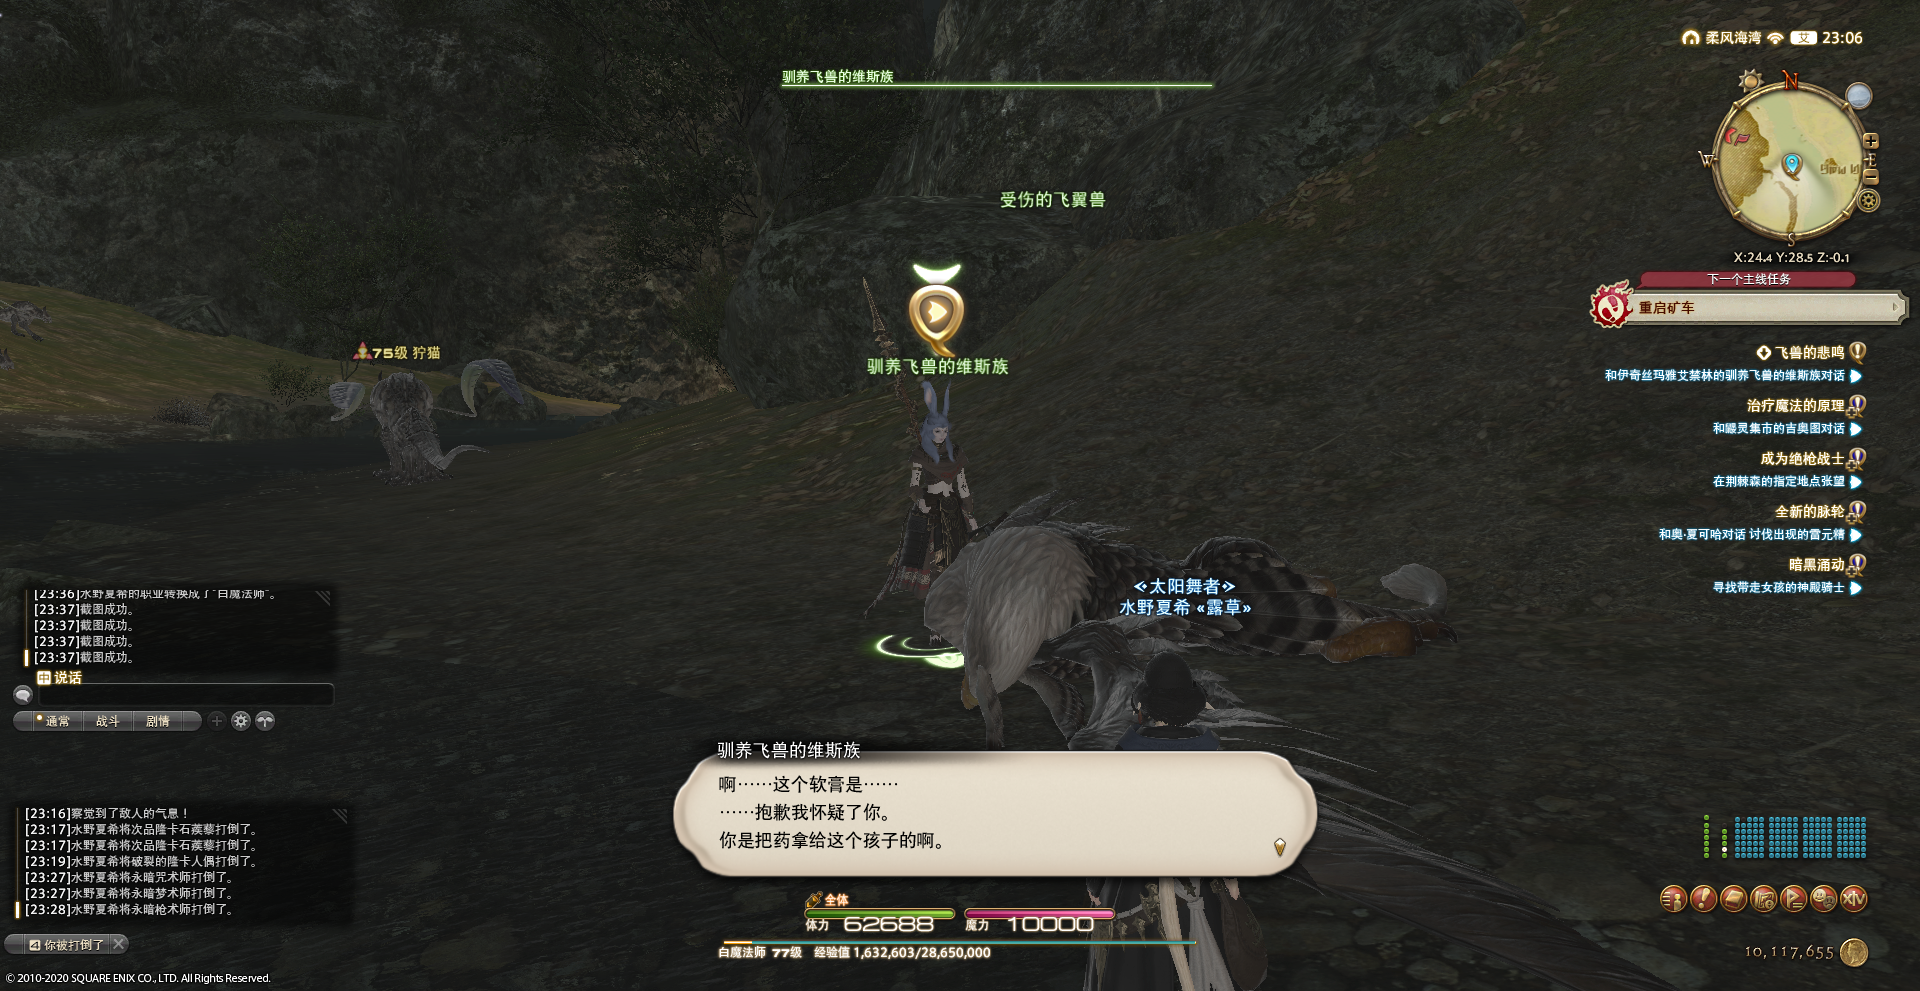 柔风海湾 艾 23:06
驯养飞兽的维斯族
N
W
E
S
X:24.4 Y:28.5 Z:-0.1
受伤的飞翼兽
下一个主线任务
重启矿车
75级 狞猫
驯养飞兽的维斯族
飞兽的悲鸣
和伊奇丝玛雅艾禁林的驯养飞兽的维斯族对话
治疗魔法的原理
和鼹灵集市的吉奥图对话
成为绝枪战士
在荆棘森的指定地点张望
全新的脉轮
和奥·夏可哈对话 讨伐出现的雷元精
暗黑涌动
寻找带走女孩的神殿骑士
太阳舞者
水野夏希 «露草»
[23:36]水野夏希的职业转换成了“白魔法师”。
[23:37]截图成功。
[23:37]截图成功。
[23:37]截图成功。
[23:37]截图成功。
中 说话
通常 战斗 剧情
驯养飞兽的维斯族
啊……这个软膏是……
……抱歉我怀疑了你。
你是把药拿给这个孩子的啊。
[23:16]察觉到了敌人的气息！
[23:17]水野夏希将次品隆卡石蒺藜打倒了。
[23:17]水野夏希将次品隆卡石蒺藜打倒了。
[23:19]水野夏希将破裂的隆卡人偶打倒了。
[23:27]水野夏希将永暗咒术师打倒了。
[23:27]水野夏希将永暗梦术师打倒了。
[23:28]水野夏希将永暗枪术师打倒了。
4 你被打倒了
全体
体力 62688 魔力 10000
白魔法师 77级 经验值 1,632,603/28,650,000
XIV
10,117,655
© 2010-2020 SQUARE ENIX CO., LTD. All Rights Reserved.